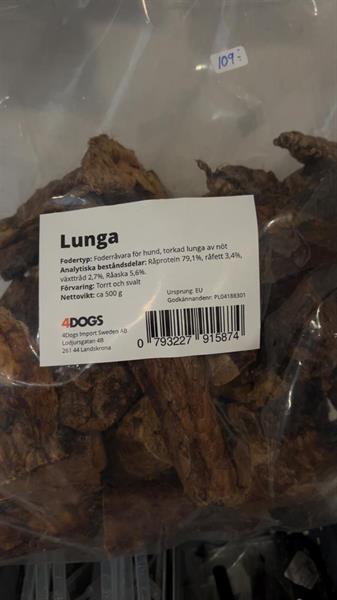 109:-
Lunga
Fodertyp: Foderråvara för hund, torkad lunga av nöt
Analytiska beståndsdelar: Råprotein 79,1%, råfett 3,4%,
växttråd 2,7%, Råaska 5,6%.
Förvaring: Torrt och svalt
Nettovikt: ca 500 g
Ursprung: EU
Godkännandenr: PL04188301
4DOGS
4Dogs Import Sweden AB
Lodjursgatan 4B
261 44 Landskrona
0 793227 915874